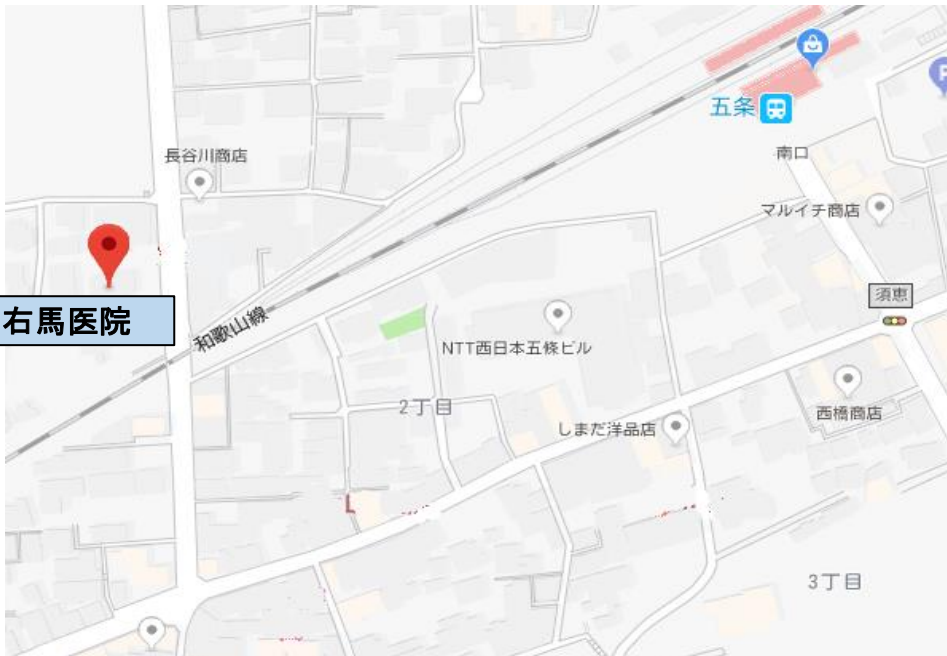 五条
長谷川商店
南口
マルイチ商店
P
須恵
右馬医院
和歌山線
NTT西日本五條ビル
2丁目
西橋商店
しまだ洋品店
3丁目